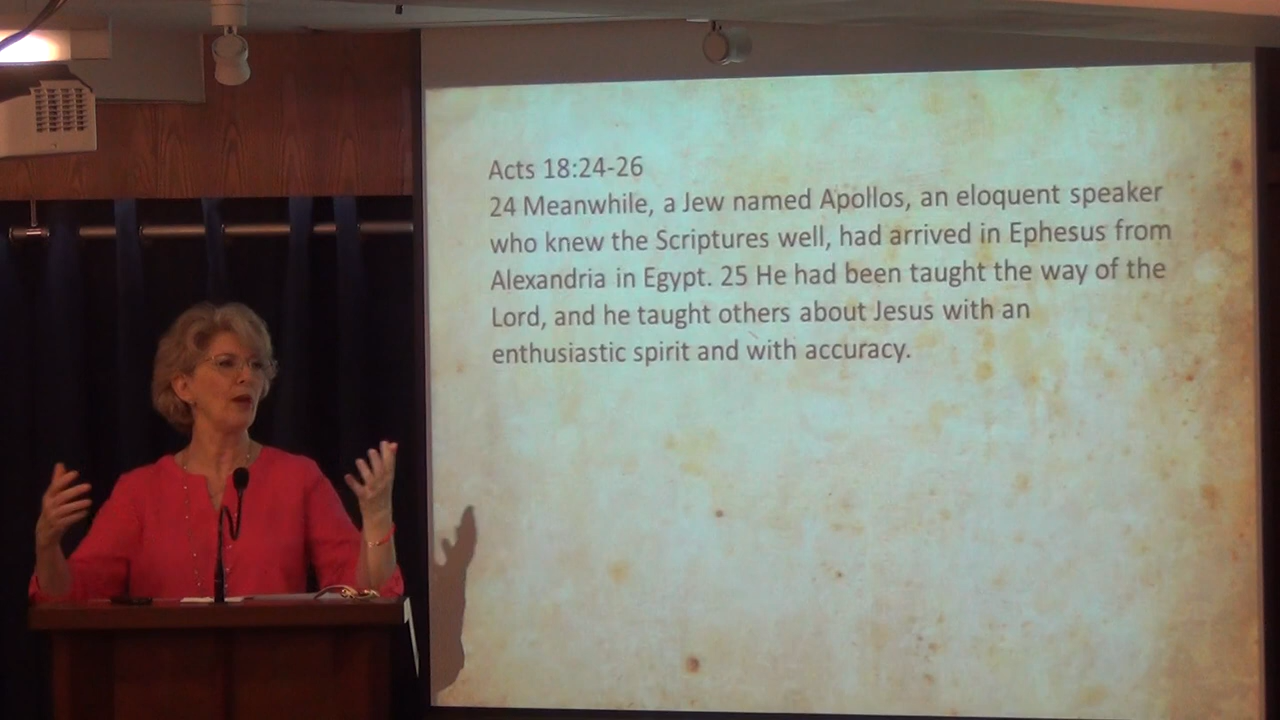 Acts 18:24-26
24 Meanwhile, a Jew named Apollos, an eloquent speaker
who knew the Scriptures well, had arrived in Ephesus from
Alexandria in Egypt. 25 He had been taught the way of the
Lord, and he taught others about Jesus with an
enthusiastic spirit and with accuracy.